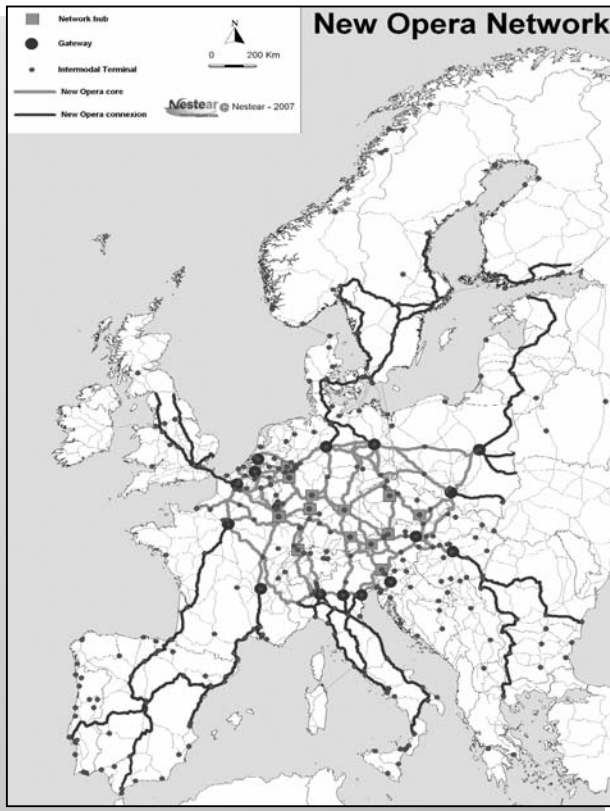 New Opera Network
Network hub
N
Gateway
0 200 Km
Intermodal Terminal
New Opera core
Nestear @ Nestear - 2007
New Opera connexion